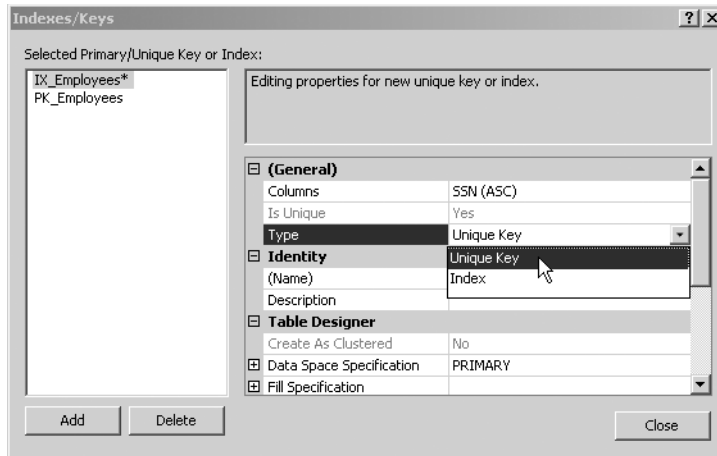 Indexes/Keys
Selected Primary/Unique Key or Index:
IX_Employees*
PK_Employees
Editing properties for new unique key or index.
(General)
Columns SSN (ASC)
Is Unique Yes
Type Unique Key
Identity Unique Key
(Name) Index
Description
Table Designer
Create As Clustered No
Data Space Specification PRIMARY
Fill Specification
Add Delete
Close